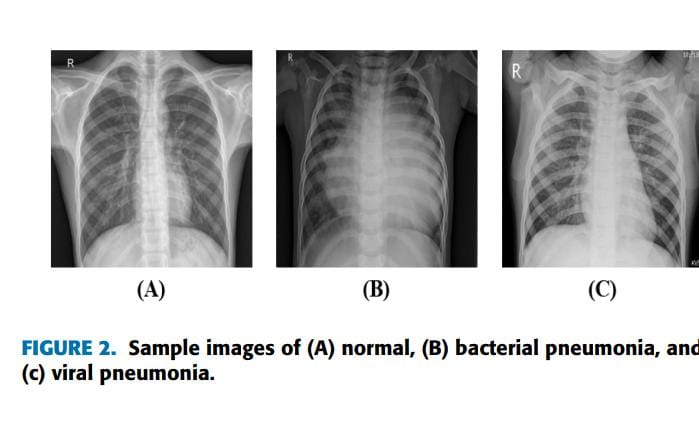 R
R
R
(A)
(B)
(C)
FIGURE 2. Sample images of (A) normal, (B) bacterial pneumonia, and
(c) viral pneumonia.